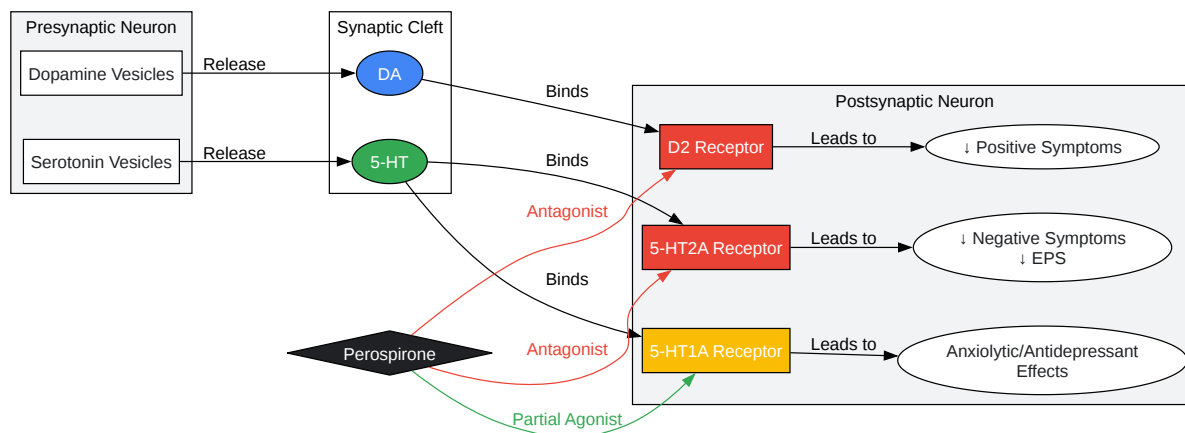 Presynaptic Neuron
Synaptic Cleft
Dopamine Vesicles
Release
DA
Binds
Postsynaptic Neuron
Serotonin Vesicles
Release
5-HT
Binds
D2 Receptor
Leads to
↓ Positive Symptoms
Antagonist
5-HT2A Receptor
Leads to
↓ Negative Symptoms
↓ EPS
Binds
Perospirone
Antagonist
5-HT1A Receptor
Leads to
Anxiolytic/Antidepressant
Effects
Partial Agonist